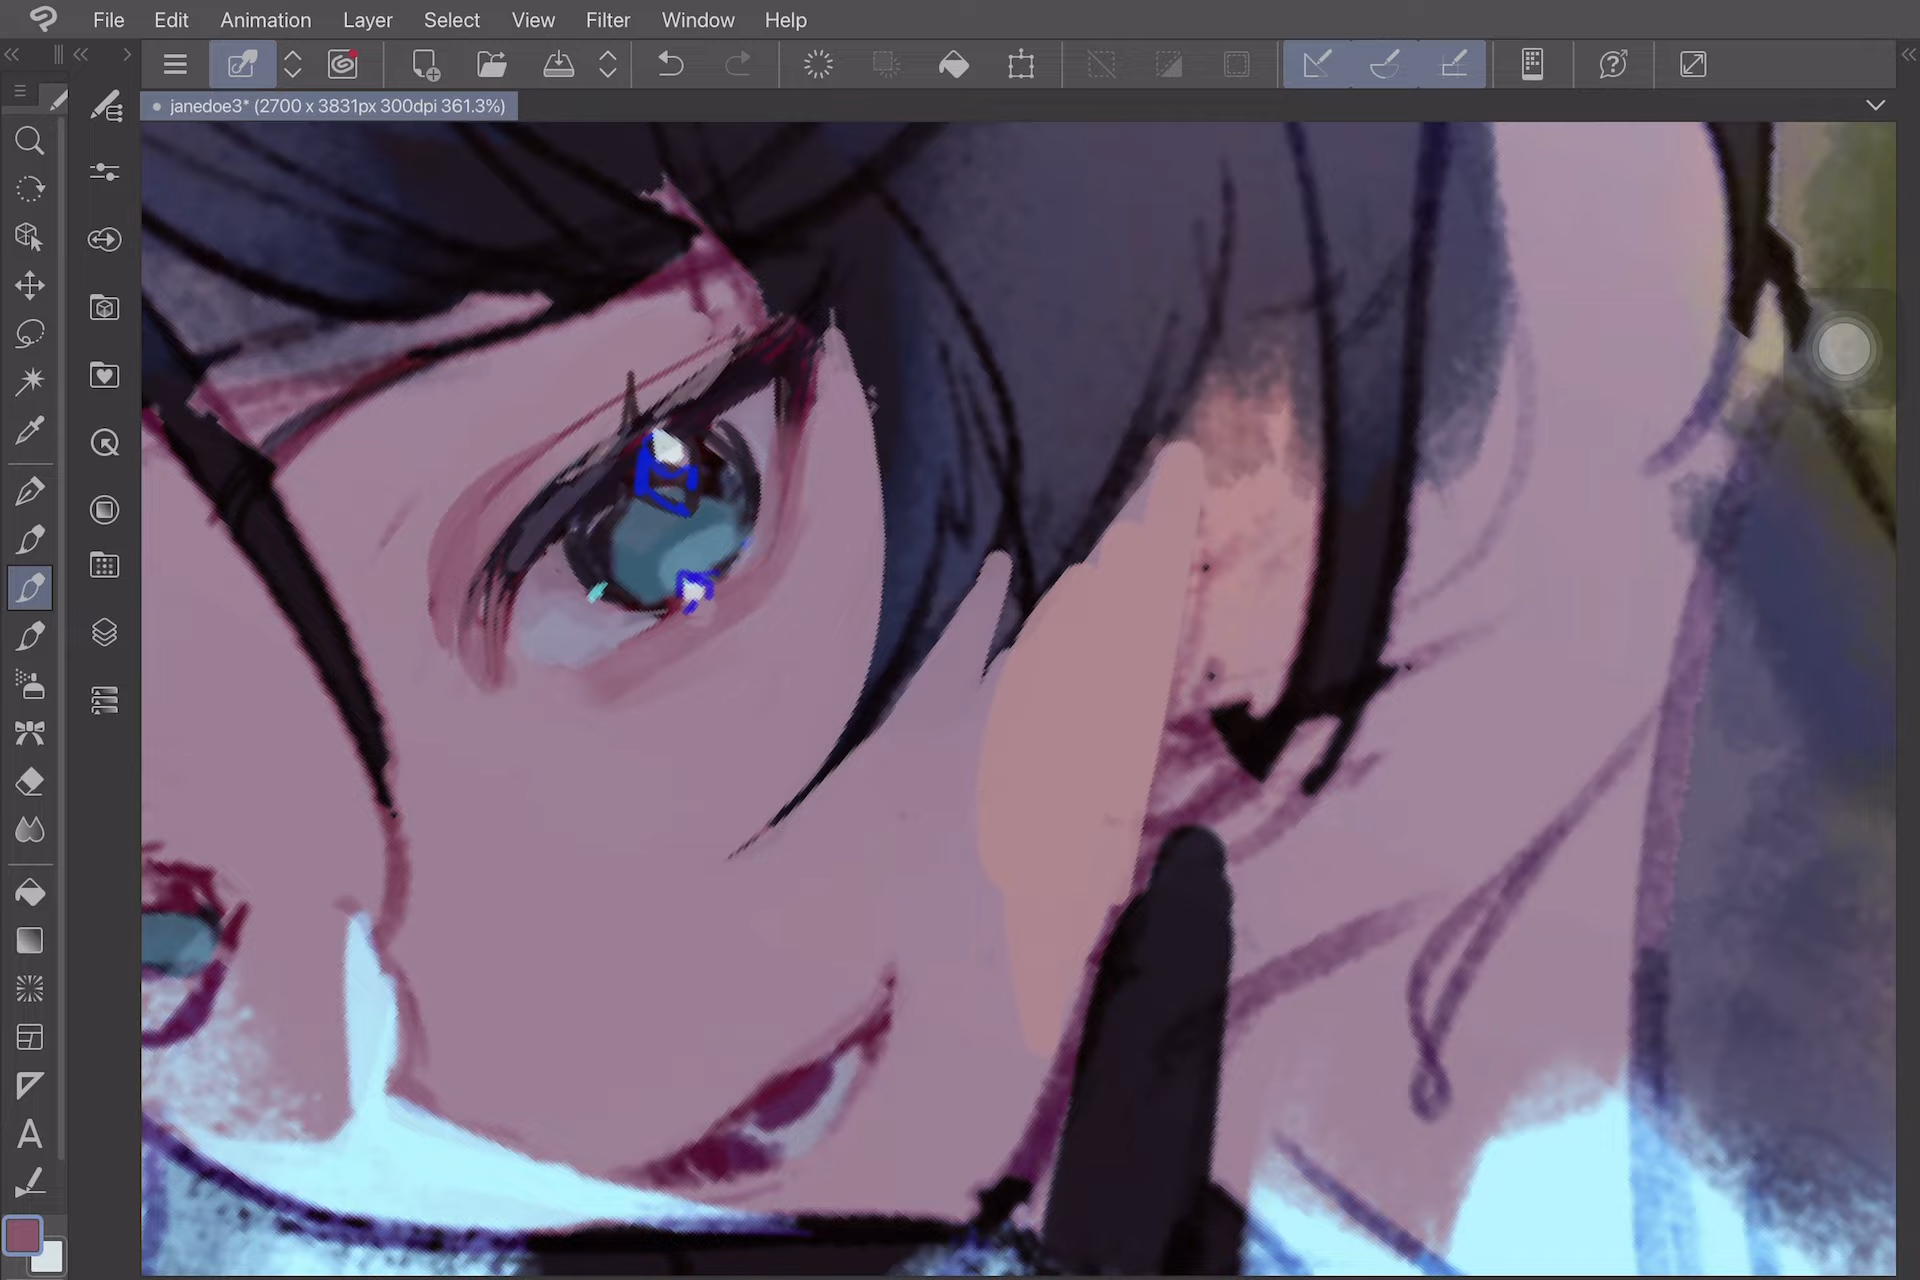 File Edit Animation Layer Select View Filter Window Help
janedoe3* (2700 x 3831px 300dpi 361.3%)
A